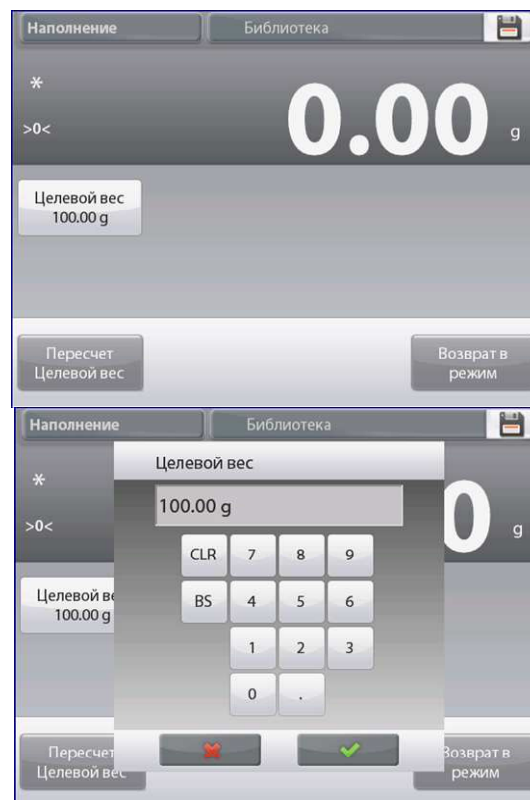 Наполнение
Библиотека
*
>0<
0.00 g
Целевой вес
100.00 g
Пересчет
Целевой вес
Возврат в
режим
Наполнение
Библиотека
Целевой вес
*
100.00 g
>0<
0 g
CLR 7 8 9
Целевой ве
100.00 g
BS 4 5 6
1 2 3
0 .
Пересчет
Целевой вес
Возврат в
режим